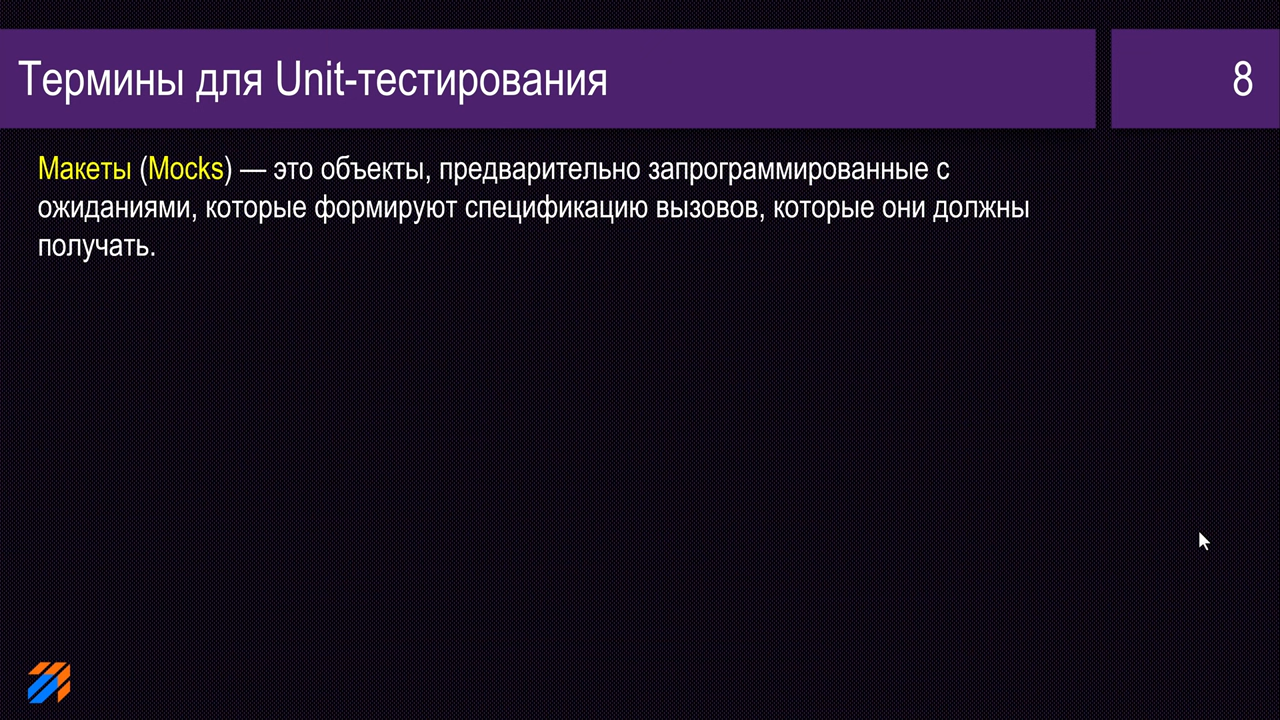 Термины для Unit-тестирования
8
Макеты (Mocks) — это объекты, предварительно запрограммированные с
ожиданиями, которые формируют спецификацию вызовов, которые они должны
получать.